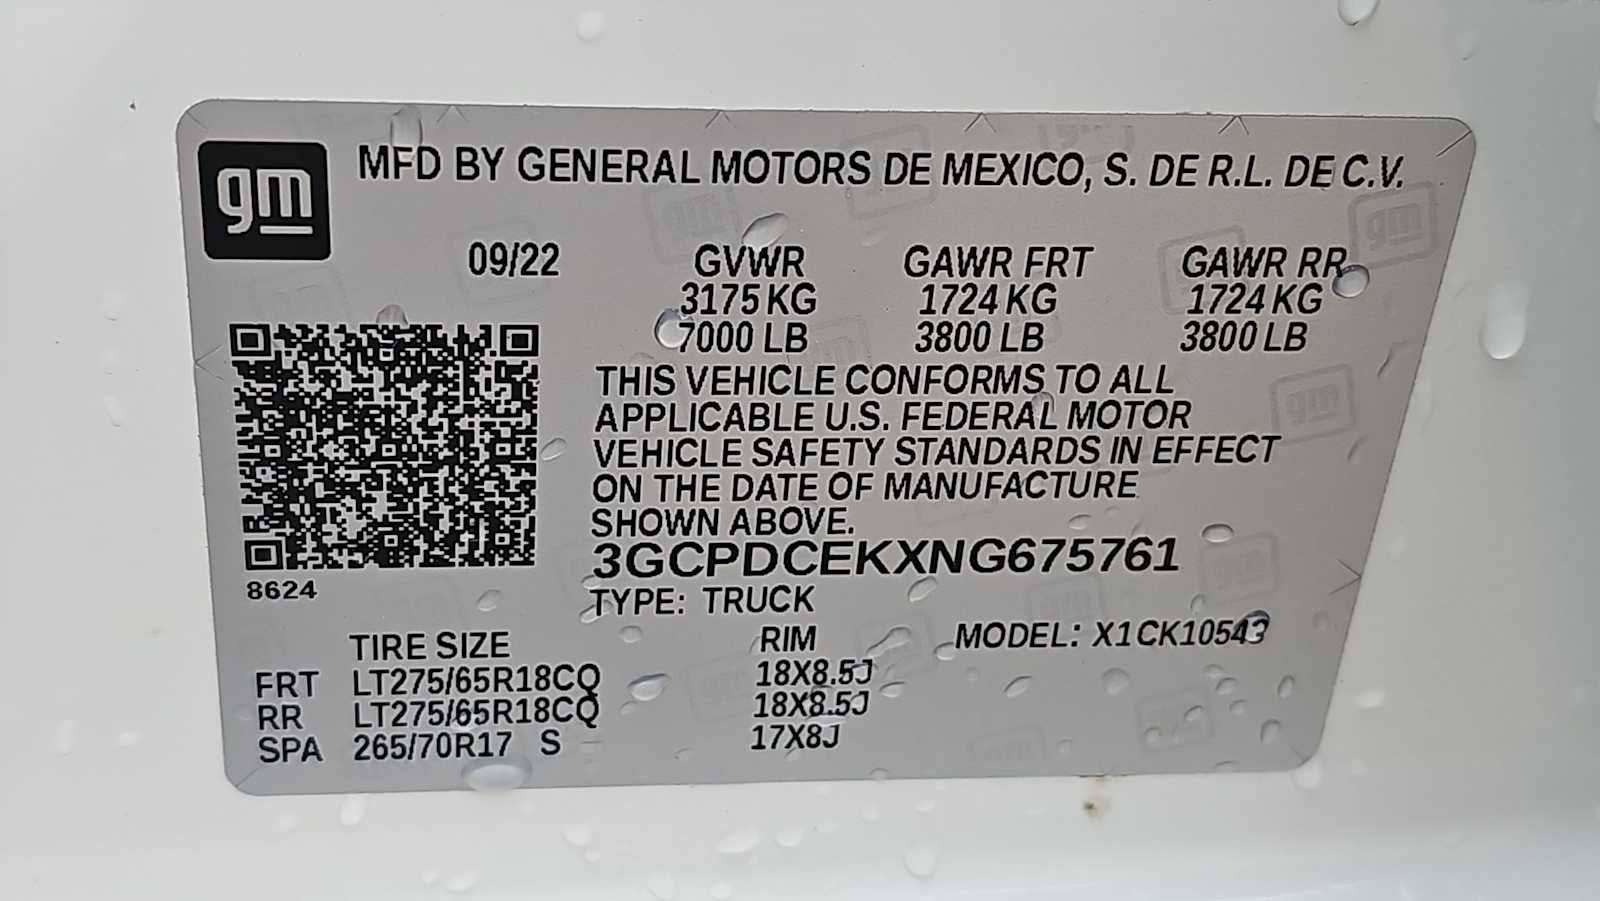 gm MFD BY GENERAL MOTORS DE MEXICO, S. DE R.L. DE C.V.
09/22 GVWR GAWR FRT GAWR RR
3175 KG 1724 KG 1724 KG
7000 LB 3800 LB 3800 LB
THIS VEHICLE CONFORMS TO ALL
APPLICABLE U.S. FEDERAL MOTOR
VEHICLE SAFETY STANDARDS IN EFFECT
ON THE DATE OF MANUFACTURE
SHOWN ABOVE.
3GCPDCEKXNG675761
8624
TYPE: TRUCK
TIRE SIZE RIM MODEL: X1CK10543
FRT LT275/65R18CQ 18X8.5J
RR LT275/65R18CQ 18X8.5J
SPA 265/70R17 S 17X8J